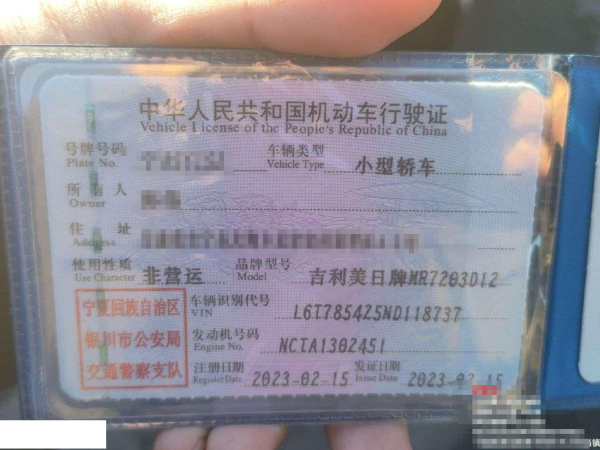 中华人民共和国机动车行驶证
Vehicle License of the People's Republic of China
号牌号码 车辆类型 小型轿车
Plate No. Vehicle Type
所有人
Owner
住址
Address
使用性质 非营运 品牌型号 吉利美日牌MR7203D12
Use Character Model
宁夏回族自治区
银川市公安局
交通警察支队
车辆识别代号 L6T7854Z5ND118737
VIN
发动机号码 NCTA1302451
Engine No.
注册日期 2023-02-15 发证日期 2023-02-15
Register Date Issue Date